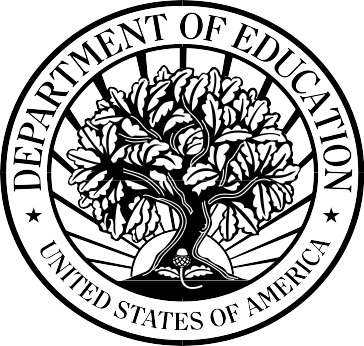 DEPARTMENT OF EDUCATION
UNITED STATES OF AMERICA